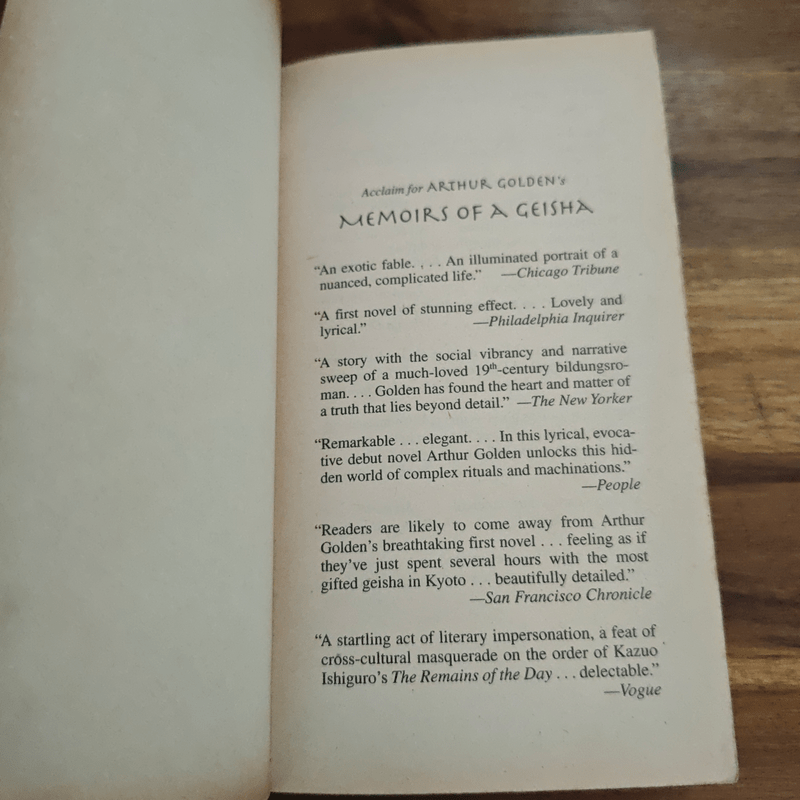 Acclaim for ARTHUR GOLDEN's
MEMOIRS OF A GEISHA
“An exotic fable. . . . An illuminated portrait of a
nuanced, complicated life.” —Chicago Tribune
“A first novel of stunning effect. . . . Lovely and
lyrical.” —Philadelphia Inquirer
“A story with the social vibrancy and narrative
sweep of a much-loved 19th-century bildungsro-
man. . . . Golden has found the heart and matter of
a truth that lies beyond detail.” —The New Yorker
“Remarkable . . . elegant. . . . In this lyrical, evoca-
tive debut novel Arthur Golden unlocks this hid-
den world of complex rituals and machinations.”
—People
“Readers are likely to come away from Arthur
Golden's breathtaking first novel . . . feeling as if
they've just spent several hours with the most
gifted geisha in Kyoto . . . beautifully detailed.”
—San Francisco Chronicle
“A startling act of literary impersonation, a feat of
cross-cultural masquerade on the order of Kazuo
Ishiguro's The Remains of the Day . . . delectable.”
—Vogue